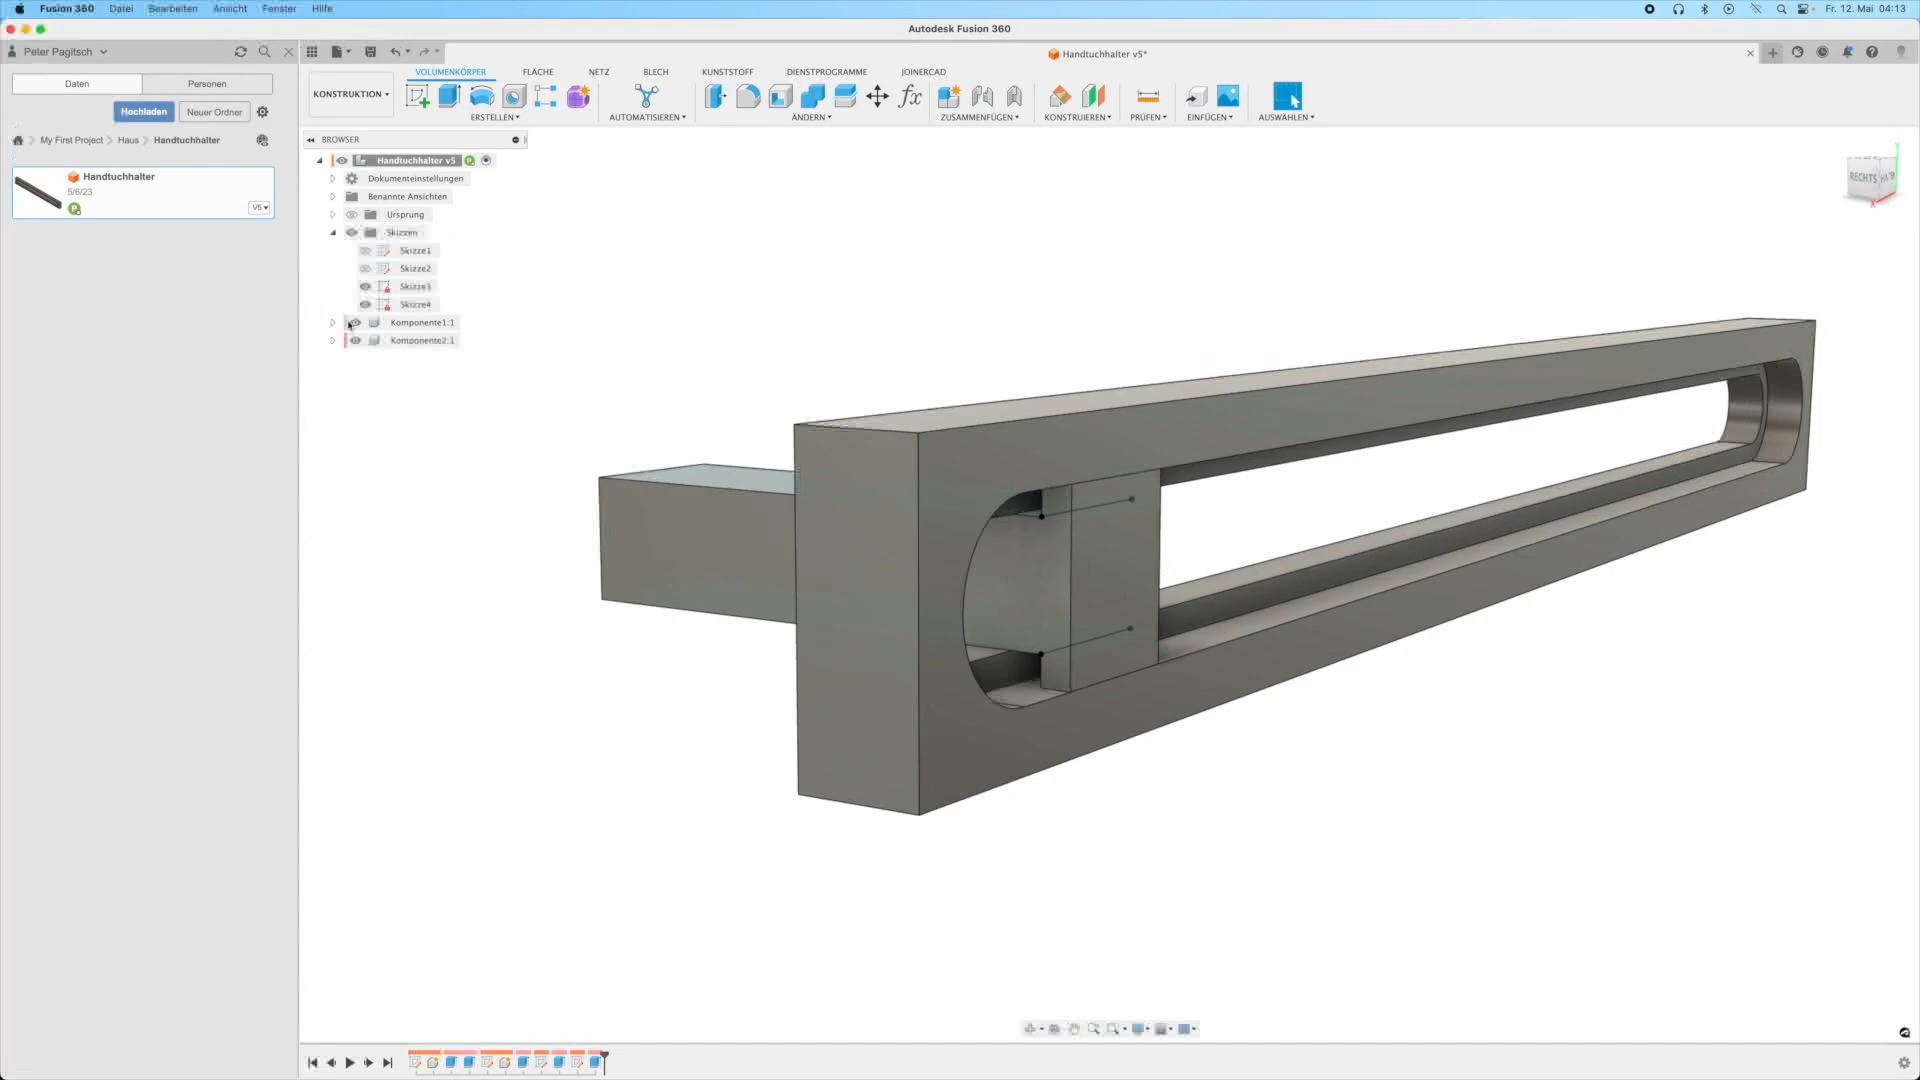 Fusion 360 Datei Bearbeiten Ansicht Fenster Hilfe Fr. 12. Mai 04:13
Autodesk Fusion 360
Peter Pagitsch
Handtuchhalter v5*
Daten Personen
VOLUMENKÖRPER FLÄCHE NETZ BLECH KUNSTSTOFF DIENSTPROGRAMME JOINERCAD
KONSTRUKTION
Hochladen Neuer Ordner
ERSTELLEN AUTOMATISIEREN ÄNDERN ZUSAMMENFÜGEN KONSTRUIEREN PRÜFEN EINFÜGEN AUSWÄHLEN
My First Project Haus Handtuchhalter
BROWSER
Handtuchhalter
5/6/23
V5
Handtuchhalter v5
Dokumenteinstellungen
Benannte Ansichten
Ursprung
Skizzen
Skizze1
Skizze2
Skizze3
Skizze4
Komponente1:1
Komponente2:1
RECHTS
Y
X